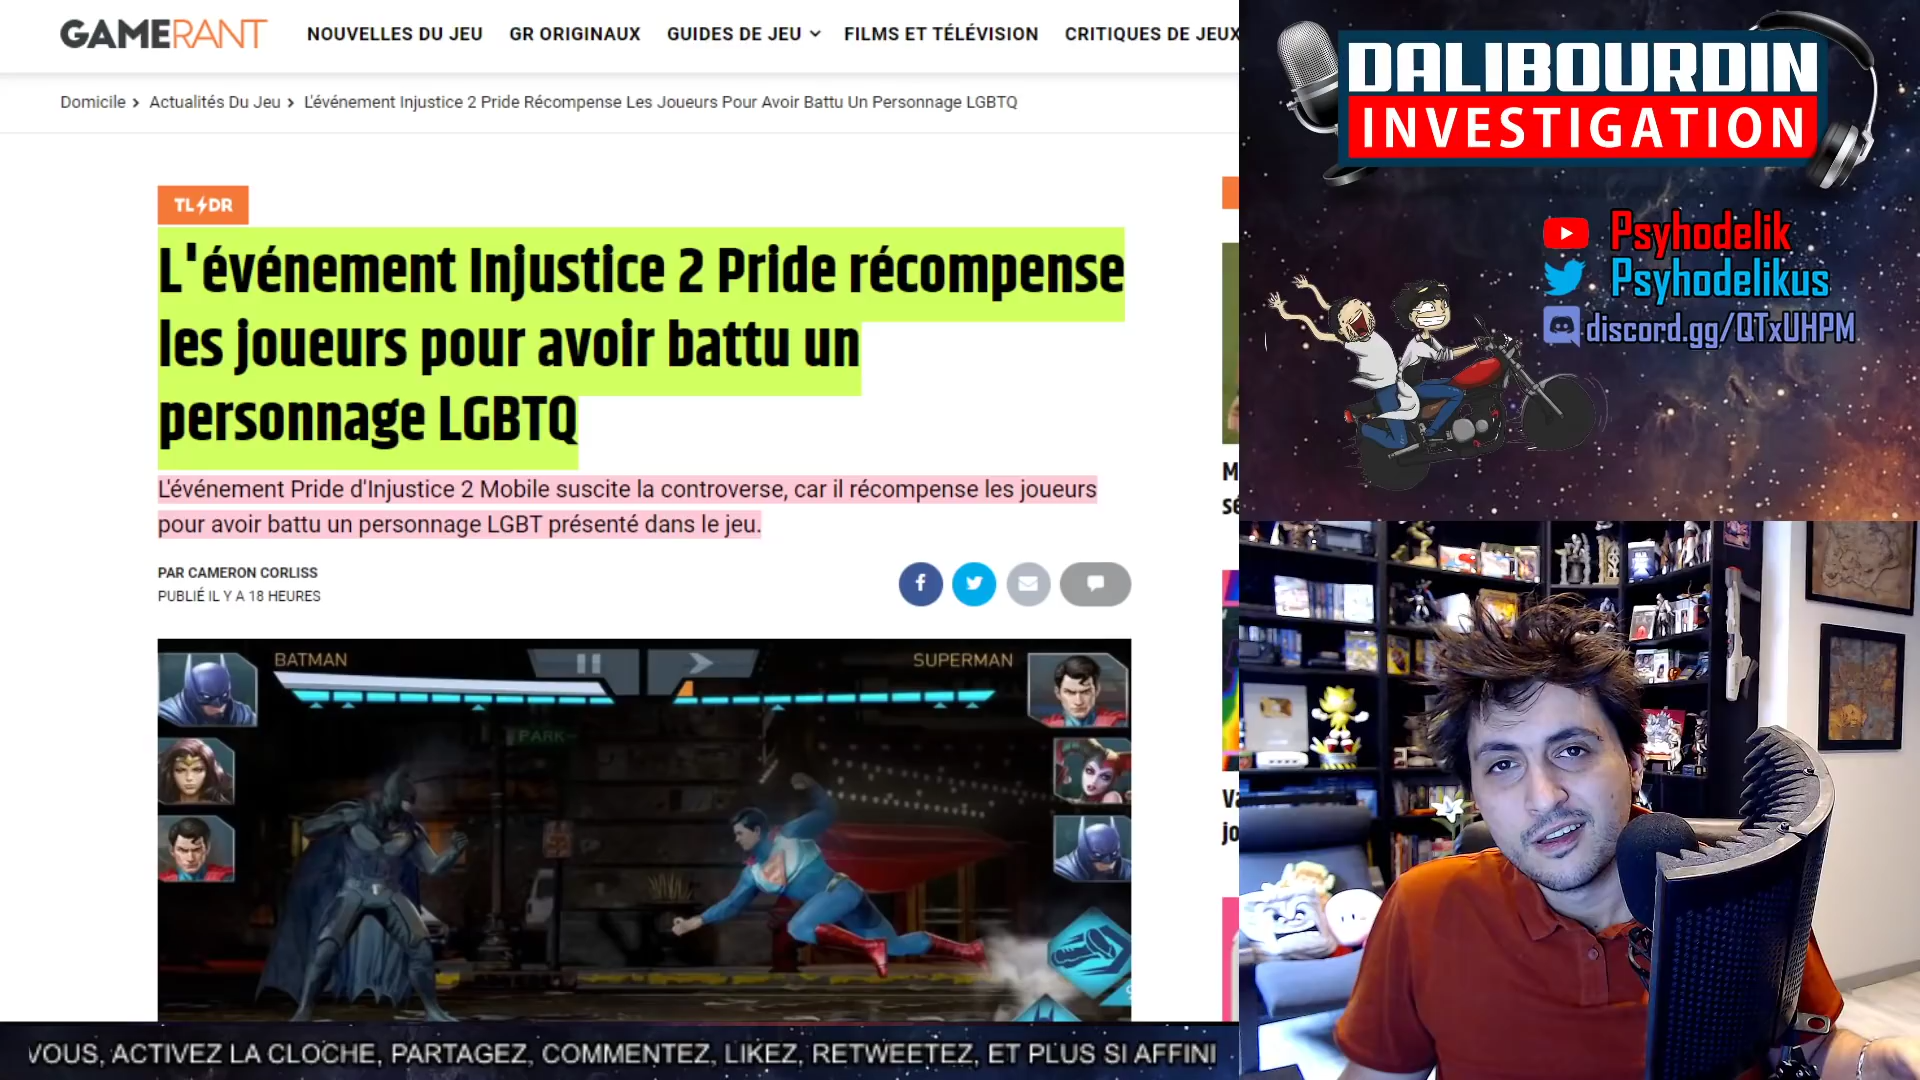 GAMERANT
NOUVELLES DU JEU GR ORIGINAUX GUIDES DE JEU FILMS ET TÉLÉVISION CRITIQUES DE JEUX
Domicile > Actualités Du Jeu > L'événement Injustice 2 Pride Récompense Les Joueurs Pour Avoir Battu Un Personnage LGBTQ
TL DR
L'événement Injustice 2 Pride récompense
les joueurs pour avoir battu un
personnage LGBTQ
L'événement Pride d'Injustice 2 Mobile suscite la controverse, car il récompense les joueurs
pour avoir battu un personnage LGBT présenté dans le jeu.
PAR CAMERON CORLISS
PUBLIÉ IL Y A 18 HEURES
BATMAN
SUPERMAN
PARK
VOUS, ACTIVEZ LA CLOCHE, PARTAGEZ, COMMENTEZ, LIKEZ, RETWEETEZ, ET PLUS SI AFFINI
DALIBOURDIN
INVESTIGATION
Psyhodelik
Psyhodelikus
discord.gg/QTxUHPM